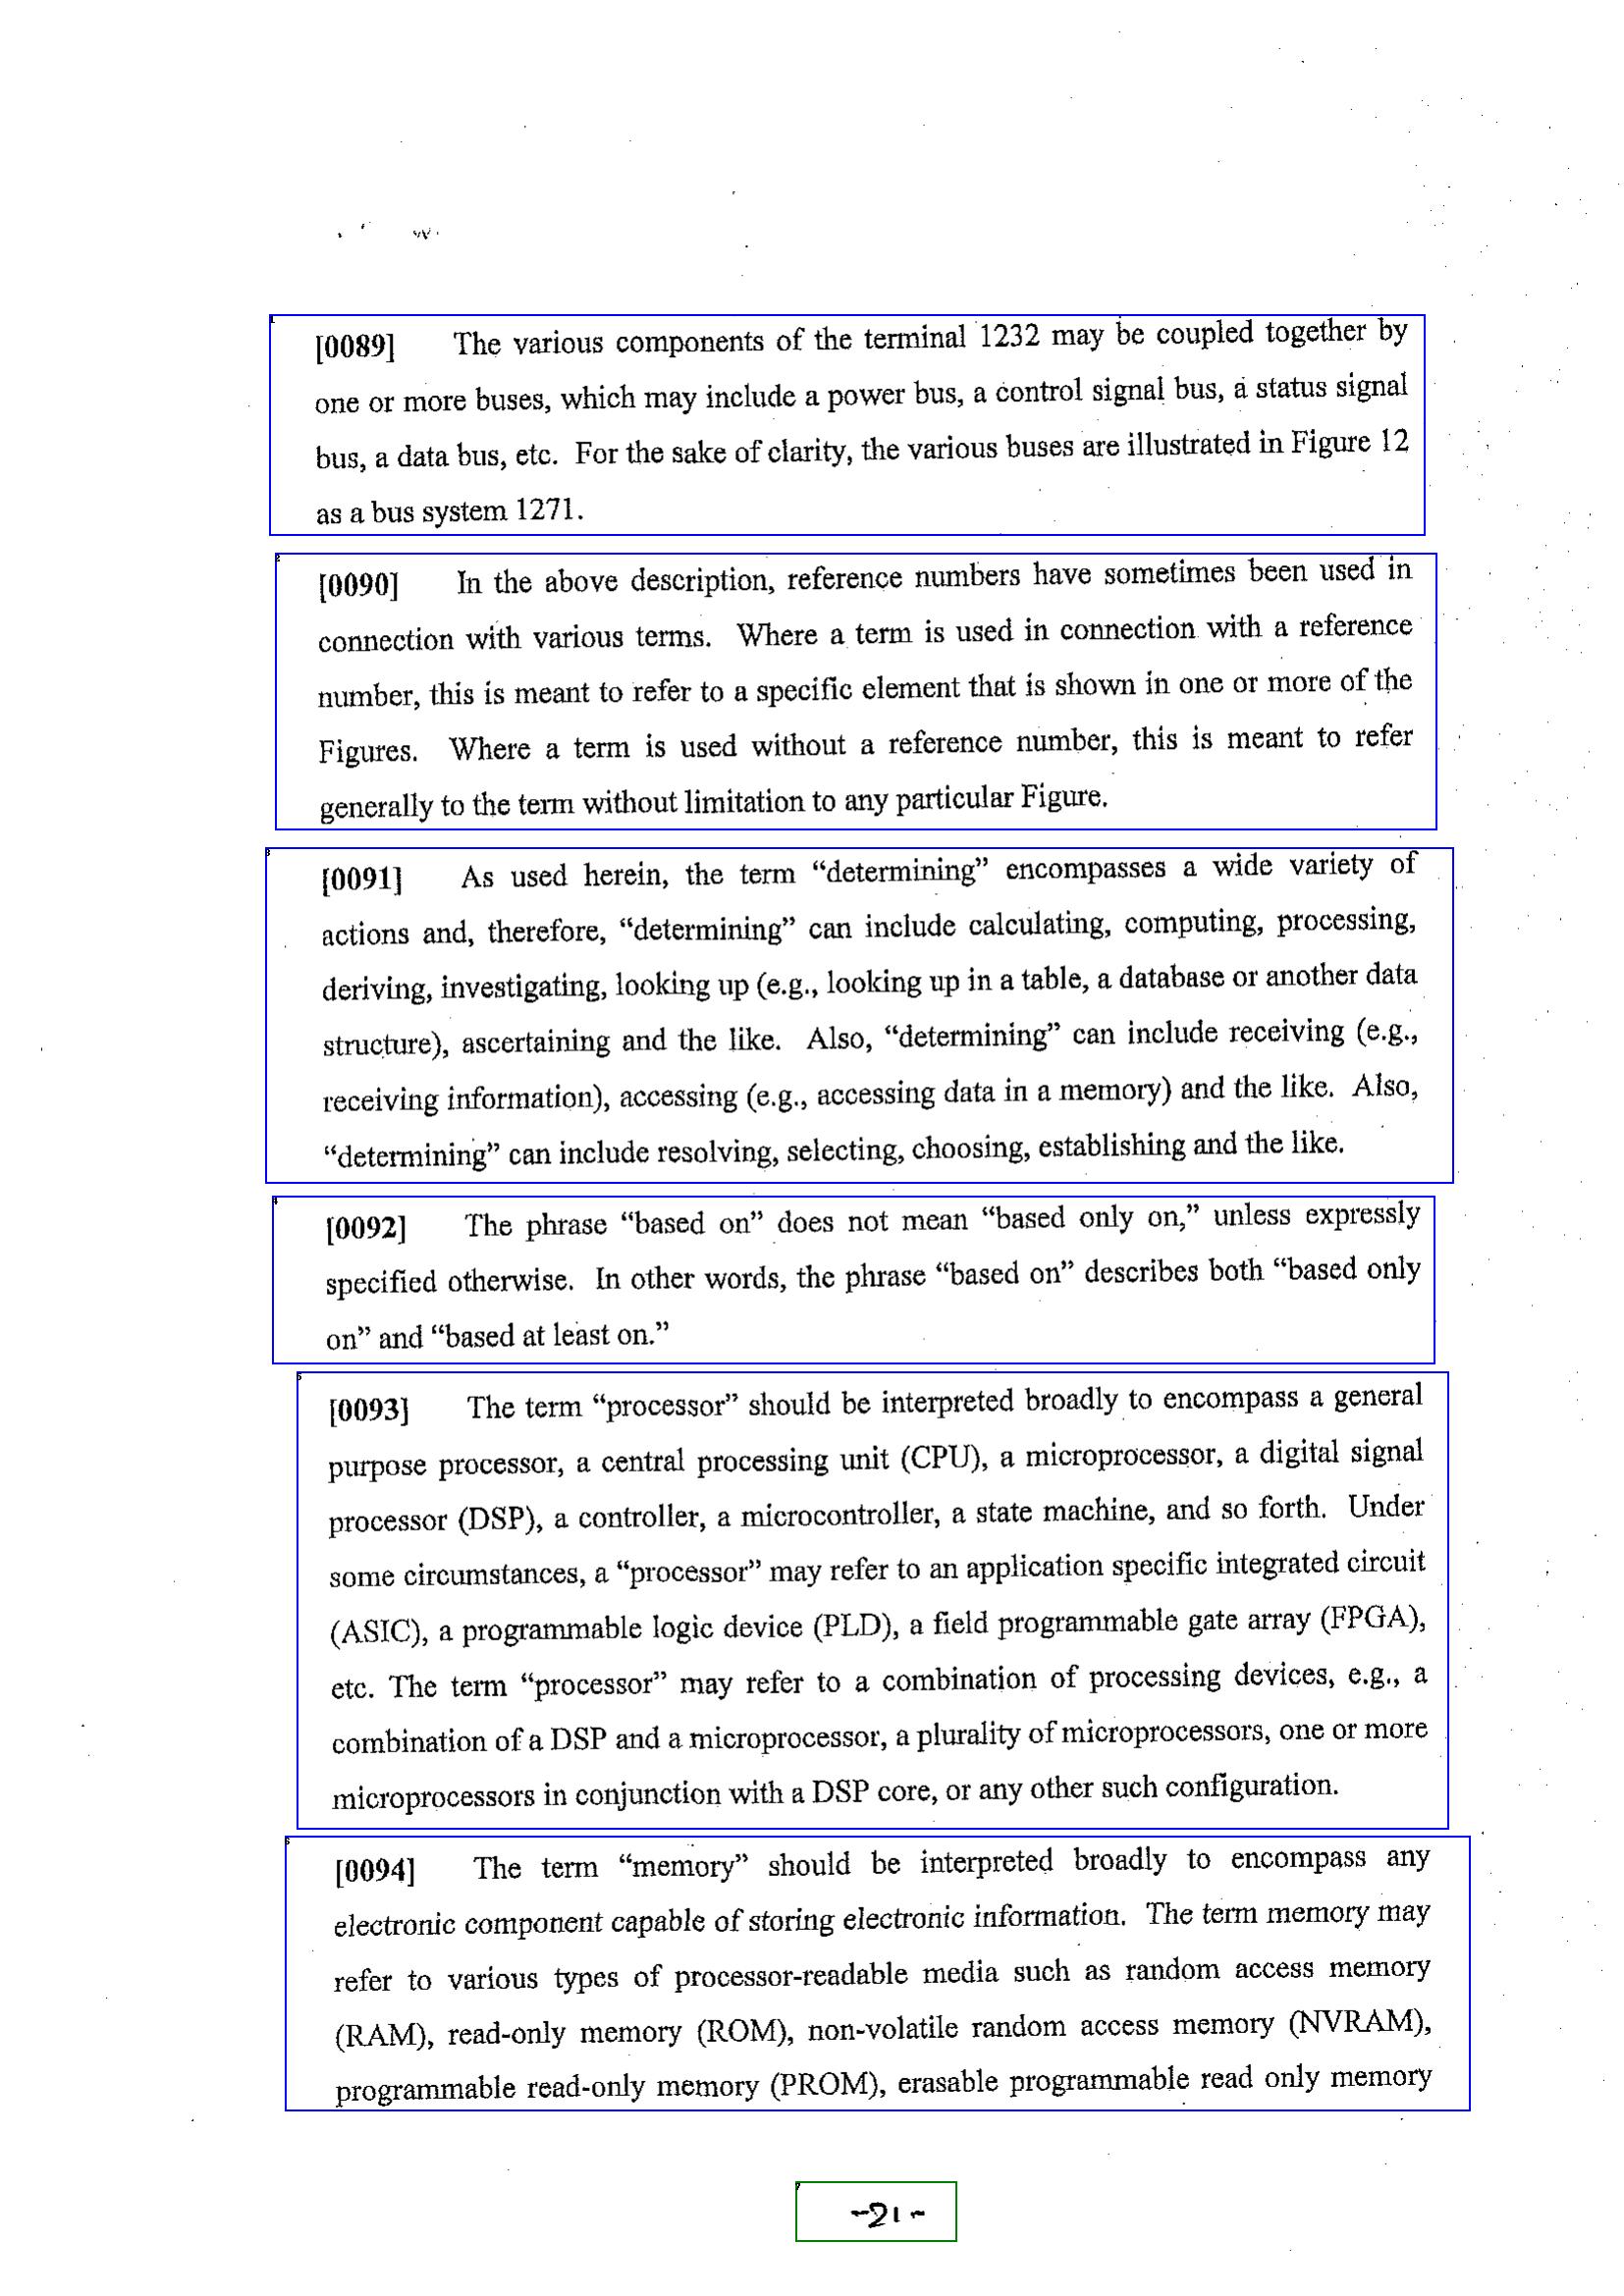 [0089] The various components of the terminal 1232 may be coupled together by
one or more buses, which may include a power bus, a control signal bus, a status signal
bus, a data bus, etc. For the sake of clarity, the various buses are illustrated in Figure 12
as a bus system 1271.
[0090] In the above description, reference numbers have sometimes been used in
connection with various terms. Where a term is used in connection with a reference
number, this is meant to refer to a specific element that is shown in one or more of the
Figures. Where a term is used without a reference number, this is meant to refer
generally to the term without limitation to any particular Figure.
[0091] As used herein, the term “determining” encompasses a wide variety of
actions and, therefore, “determining” can include calculating, computing, processing,
deriving, investigating, looking up (e.g., looking up in a table, a database or another data
structure), ascertaining and the like. Also, “determining” can include receiving (e.g.,
receiving information), accessing (e.g., accessing data in a memory) and the like. Also,
“determining” can include resolving, selecting, choosing, establishing and the like.
[0092] The phrase “based on” does not mean “based only on,” unless expressly
specified otherwise. In other words, the phrase “based on” describes both “based only
on” and “based at least on.”
[0093] The term “processor” should be interpreted broadly to encompass a general
purpose processor, a central processing unit (CPU), a microprocessor, a digital signal
processor (DSP), a controller, a microcontroller, a state machine, and so forth. Under
some circumstances, a “processor” may refer to an application specific integrated circuit
(ASIC), a programmable logic device (PLD), a field programmable gate array (FPGA),
etc. The term “processor” may refer to a combination of processing devices, e.g., a
combination of a DSP and a microprocessor, a plurality of microprocessors, one or more
microprocessors in conjunction with a DSP core, or any other such configuration.
[0094] The term “memory” should be interpreted broadly to encompass any
electronic component capable of storing electronic information. The term memory may
refer to various types of processor-readable media such as random access memory
(RAM), read-only memory (ROM), non-volatile random access memory (NVRAM),
programmable read-only memory (PROM), erasable programmable read only memory
-21-